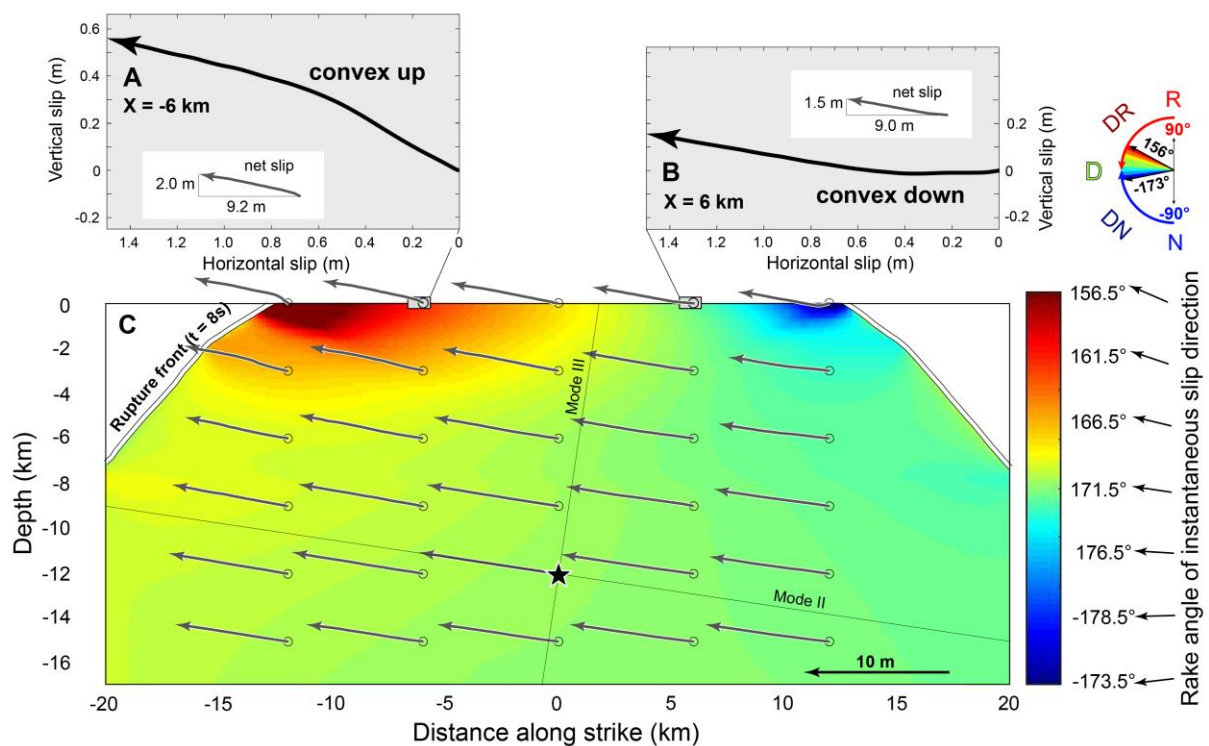 0.6
0.4
0.2
0
-0.2
Vertical slip (m)
A
X = -6 km
convex up
net slip
2.0 m
9.2 m
1.4 1.2 1.0 0.8 0.6 0.4 0.2 0
Horizontal slip (m)
net slip
1.5 m
9.0 m
B
X = 6 km
convex down
0.2
0
-0.2
Vertical slip (m)
1.4 1.2 1.0 0.8 0.6 0.4 0.2 0
Horizontal slip (m)
R
90°
DR
156°
D
-173°
DN
-90°
N
C
Rupture front (t = 8s)
Mode III
Mode II
10 m
0
-2
-4
-6
-8
-10
-12
-14
-16
Depth (km)
-20 -15 -10 -5 0 5 10 15 20
Distance along strike (km)
156.5°
161.5°
166.5°
171.5°
176.5°
-178.5°
-173.5°
Rake angle of instantaneous slip direction